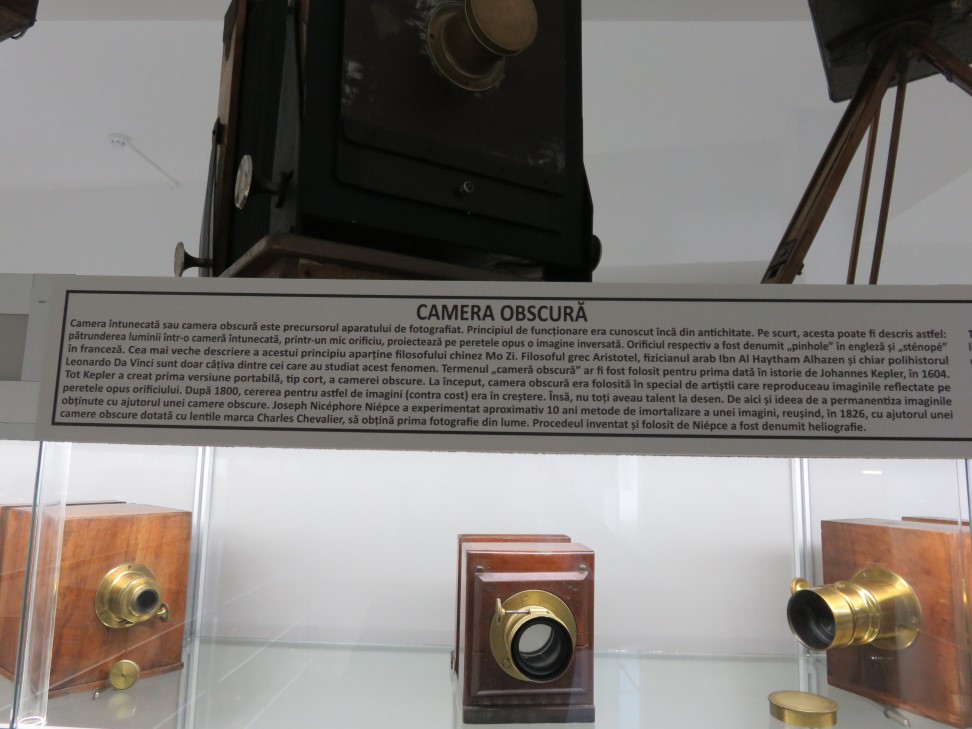 CAMERA OBSCURĂ
Camera întunecată sau camera obscură este precursorul aparatului de fotografiat. Principiul de funcționare era cunoscut încă din antichitate. Pe scurt, acesta poate fi descris astfel:
pătrunderea luminii într-o cameră întunecată, printr-un mic orificiu, proiectează pe peretele opus o imagine inversată. Orificiul respectiv a fost denumit „pinhole” în engleză și „sténopé”
în franceză. Cea mai veche descriere a acestui principiu aparține filosofului chinez Mo Zi. Filosoful grec Aristotel, fizicianul arab Ibn Al Haytham Alhazen și chiar polihistorul
Leonardo Da Vinci sunt doar câțiva dintre cei care au studiat acest fenomen. Termenul „cameră obscură” ar fi fost folosit pentru prima dată în istorie de Johannes Kepler, în 1604.
Tot Kepler a creat prima versiune portabilă, tip cort, a camerei obscure. La început, camera obscură era folosită în special de artiștii care reproduceau imaginile reflectate pe
peretele opus orificiului. După 1800, cererea pentru astfel de imagini (contra cost) era în creștere. Însă, nu toți aveau talent la desen. De aici și ideea de a permanentiza imaginile
obținute cu ajutorul unei camere obscure. Joseph Nicéphore Niépce a experimentat aproximativ 10 ani metode de imortalizare a unei imagini, reușind, în 1826, cu ajutorul unei
camere obscure dotată cu lentile marca Charles Chevalier, să obțină prima fotografie din lume. Procedeul inventat și folosit de Niépce a fost denumit heliografie.